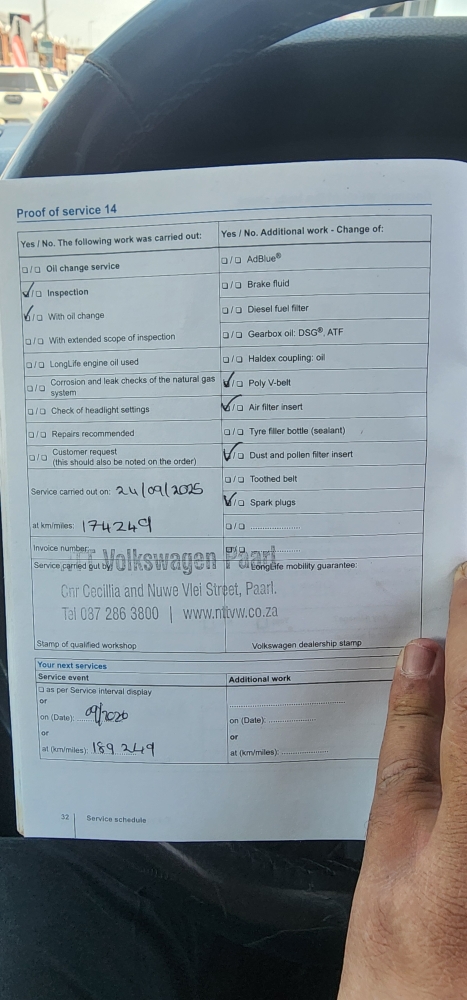 Proof of service 14
Yes / No. The following work was carried out:
❑/❑ Oil change service
✓/❑ Inspection
✓/❑ With oil change
❑/❑ With extended scope of inspection
❑/❑ LongLife engine oil used
❑/❑ Corrosion and leak checks of the natural gas
system
❑/❑ Check of headlight settings
❑/❑ Repairs recommended
❑/❑ Customer request
(this should also be noted on the order)
Service carried out on: 24/09/2025
at km/miles: 174249
Invoice number:
Service carried out by:
Yes / No. Additional work - Change of:
❑/❑ AdBlue®
❑/❑ Brake fluid
❑/❑ Diesel fuel filter
❑/❑ Gearbox oil: DSG®, ATF
❑/❑ Haldex coupling: oil
✓/❑ Poly V-belt
✓/❑ Air filter insert
❑/❑ Tyre filler bottle (sealant)
✓/❑ Dust and pollen filter insert
❑/❑ Toothed belt
✓/❑ Spark plugs
❑/❑ ....................
❑/❑ ....................
LongLife mobility guarantee:
Volkswagen Paarl
Cnr Cecillia and Nuwe Vlei Street, Paarl.
Tal 087 286 3800 | www.nttvw.co.za
Stamp of qualified workshop
Volkswagen dealership stamp
Your next services
Service event
❑ as per Service interval display
or
on (Date): 09/2026
or
at (km/miles): 189 249
Additional work
on (Date): ....................
or
at (km/miles): ....................
32 Service schedule